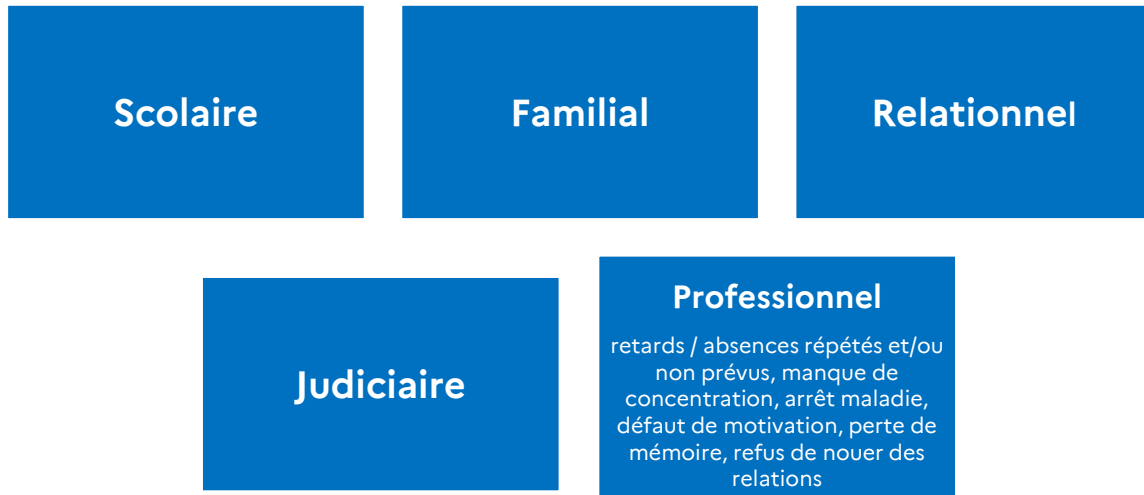 Scolaire
Familial
Relationnel
Judiciaire
Professionnel
retards / absences répétés et/ou
non prévus, manque de
concentration, arrêt maladie,
défaut de motivation, perte de
mémoire, refus de nouer des
relations